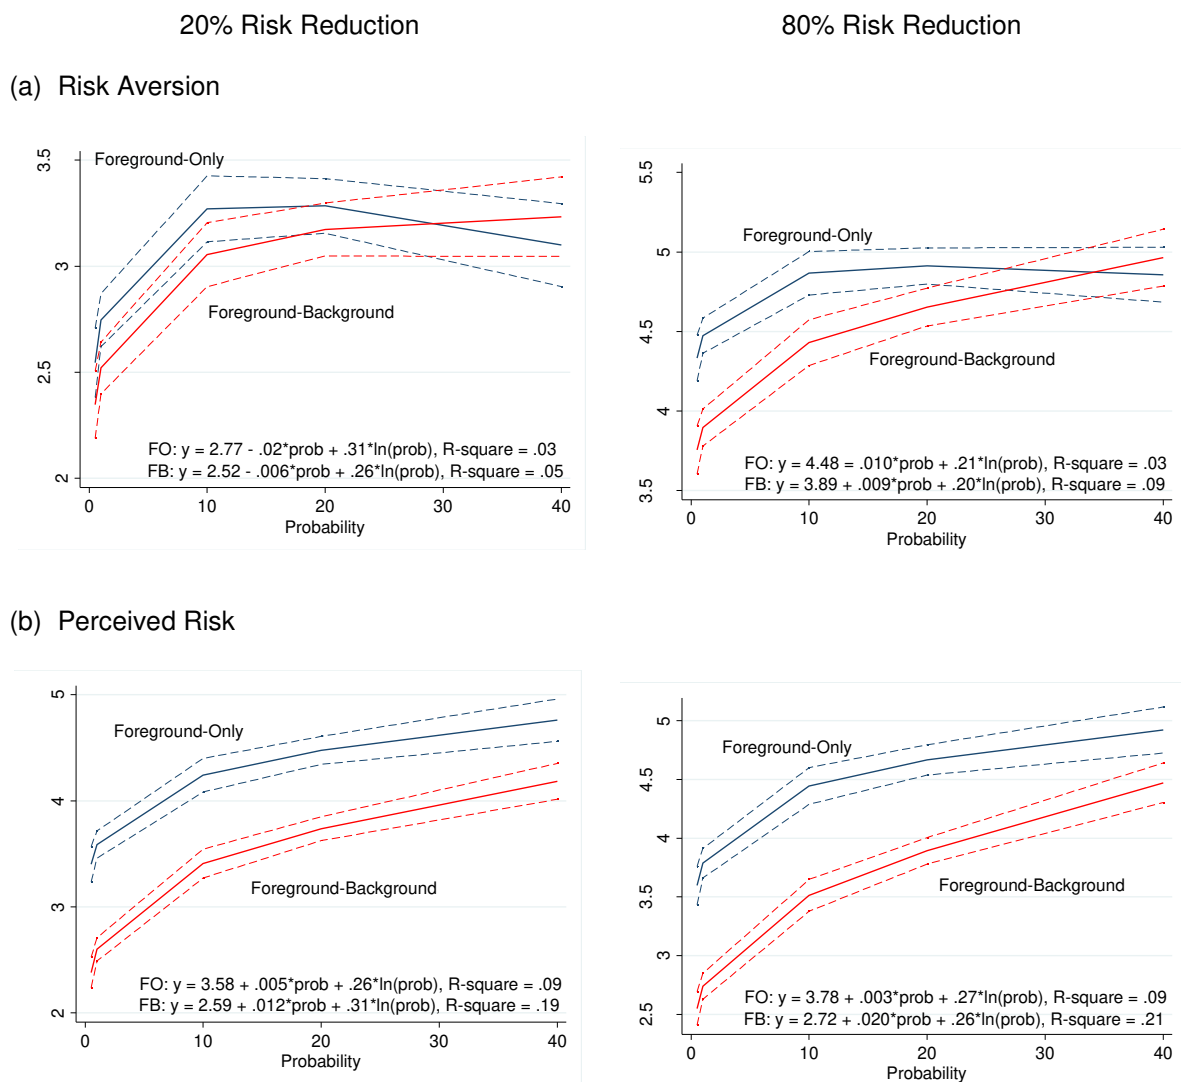 20% Risk Reduction
80% Risk Reduction
(a) Risk Aversion
3.5
3
2.5
2
Foreground-Only
Foreground-Background
FO: y = 2.77 - .02*prob + .31*ln(prob), R-square = .03
FB: y = 2.52 - .006*prob + .26*ln(prob), R-square = .05
0 10 20 30 40
Probability
5.5
5
4.5
4
3.5
Foreground-Only
Foreground-Background
FO: y = 4.48 = .010*prob + .21*ln(prob), R-square = .03
FB: y = 3.89 + .009*prob + .20*ln(prob), R-square = .09
0 10 20 30 40
Probability
(b) Perceived Risk
5
4
3
2
Foreground-Only
Foreground-Background
FO: y = 3.58 + .005*prob + .26*ln(prob), R-square = .09
FB: y = 2.59 + .012*prob + .31*ln(prob), R-square = .19
0 10 20 30 40
Probability
5
4.5
4
3.5
3
2.5
Foreground-Only
Foreground-Background
FO: y = 3.78 + .003*prob + .27*ln(prob), R-square = .09
FB: y = 2.72 + .020*prob + .26*ln(prob), R-square = .21
0 10 20 30 40
Probability